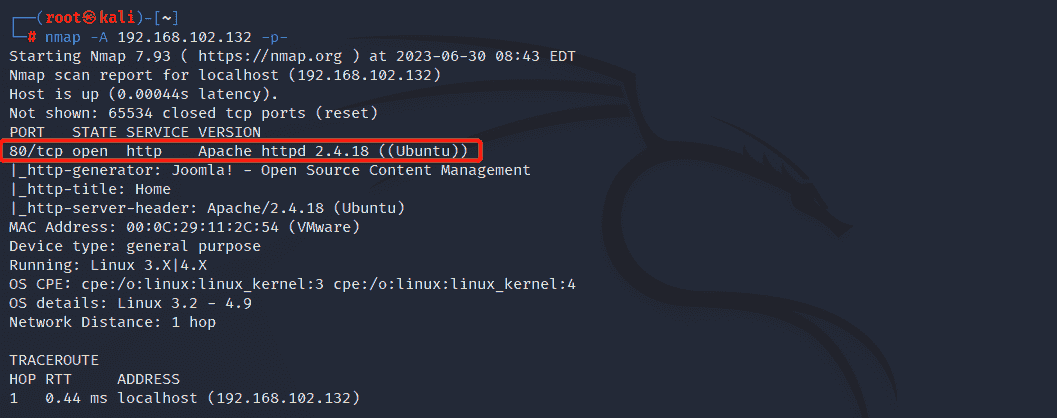 ┌──(root㉿kali)-[~]
└─# nmap -A 192.168.102.132 -p-
Starting Nmap 7.93 ( https://nmap.org ) at 2023-06-30 08:43 EDT
Nmap scan report for localhost (192.168.102.132)
Host is up (0.00044s latency).
Not shown: 65534 closed tcp ports (reset)
PORT   STATE SERVICE VERSION
80/tcp open  http    Apache httpd 2.4.18 ((Ubuntu))
|_http-generator: Joomla! - Open Source Content Management
|_http-title: Home
|_http-server-header: Apache/2.4.18 (Ubuntu)
MAC Address: 00:0C:29:11:2C:54 (VMware)
Device type: general purpose
Running: Linux 3.X|4.X
OS CPE: cpe:/o:linux:linux_kernel:3 cpe:/o:linux:linux_kernel:4
OS details: Linux 3.2 - 4.9
Network Distance: 1 hop

TRACEROUTE
HOP RTT     ADDRESS
1   0.44 ms localhost (192.168.102.132)